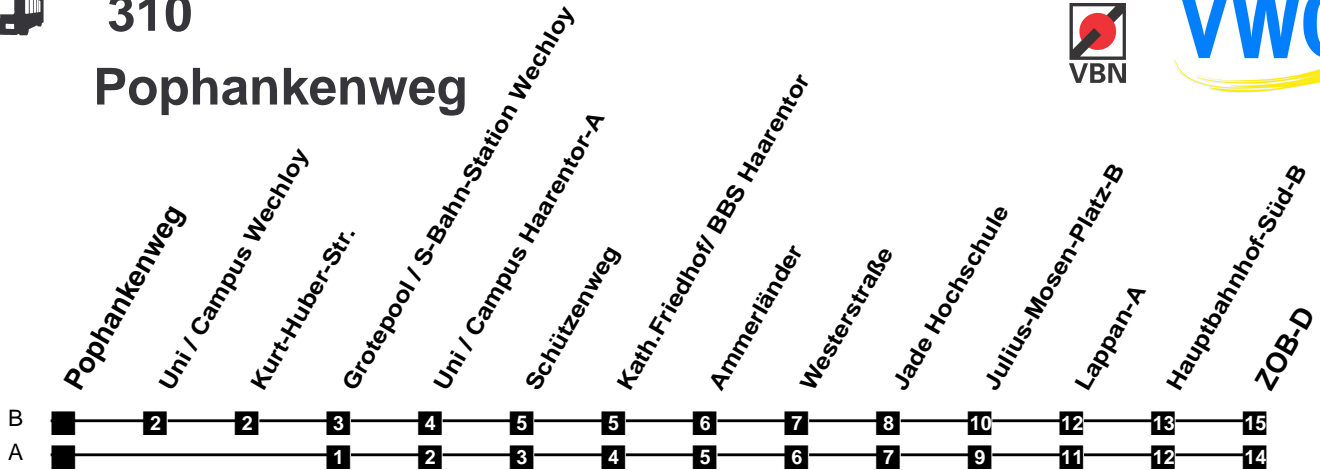 310
Pophankenweg
VBN
Pophankenweg
Uni / Campus Wechloy
Kurt-Huber-Str.
Grotepool / S-Bahn-Station Wechloy
Uni / Campus Haarentor-A
Schützenweg
Kath.Friedhof/ BBS Haarentor
Ammerländer
Westerstraße
Jade Hochschule
Julius-Mosen-Platz-B
Lappan-A
Hauptbahnhof-Süd-B
ZOB-D
B 2 2 3 4 5 5 6 7 8 10 12 13 15
A 1 2 3 4 5 6 7 9 11 12 14